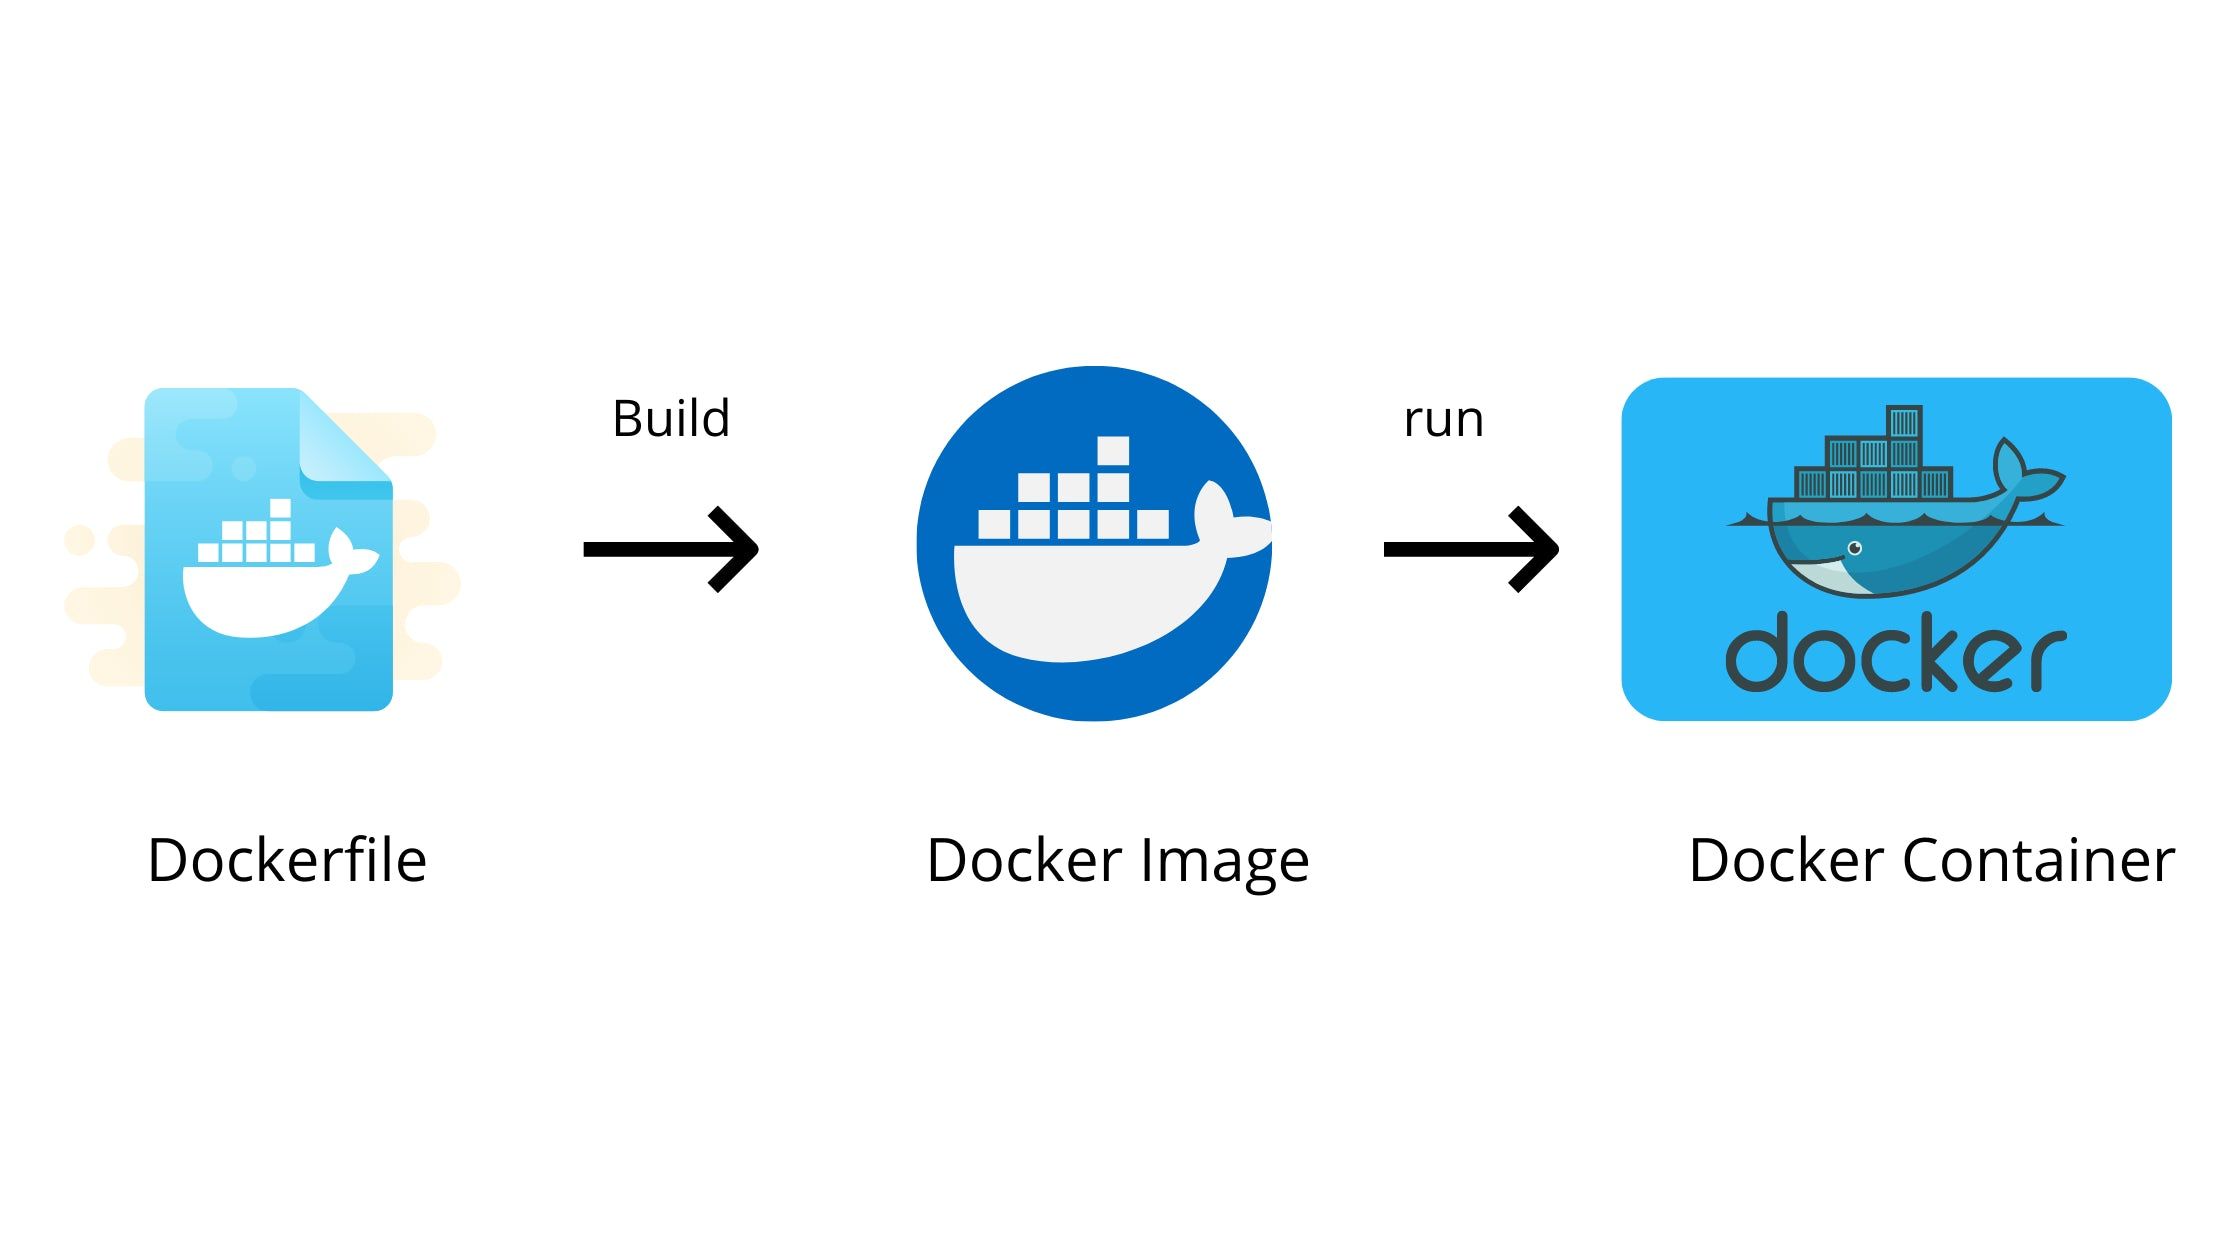 Build
run
docker
Dockerfile
Docker Image
Docker Container